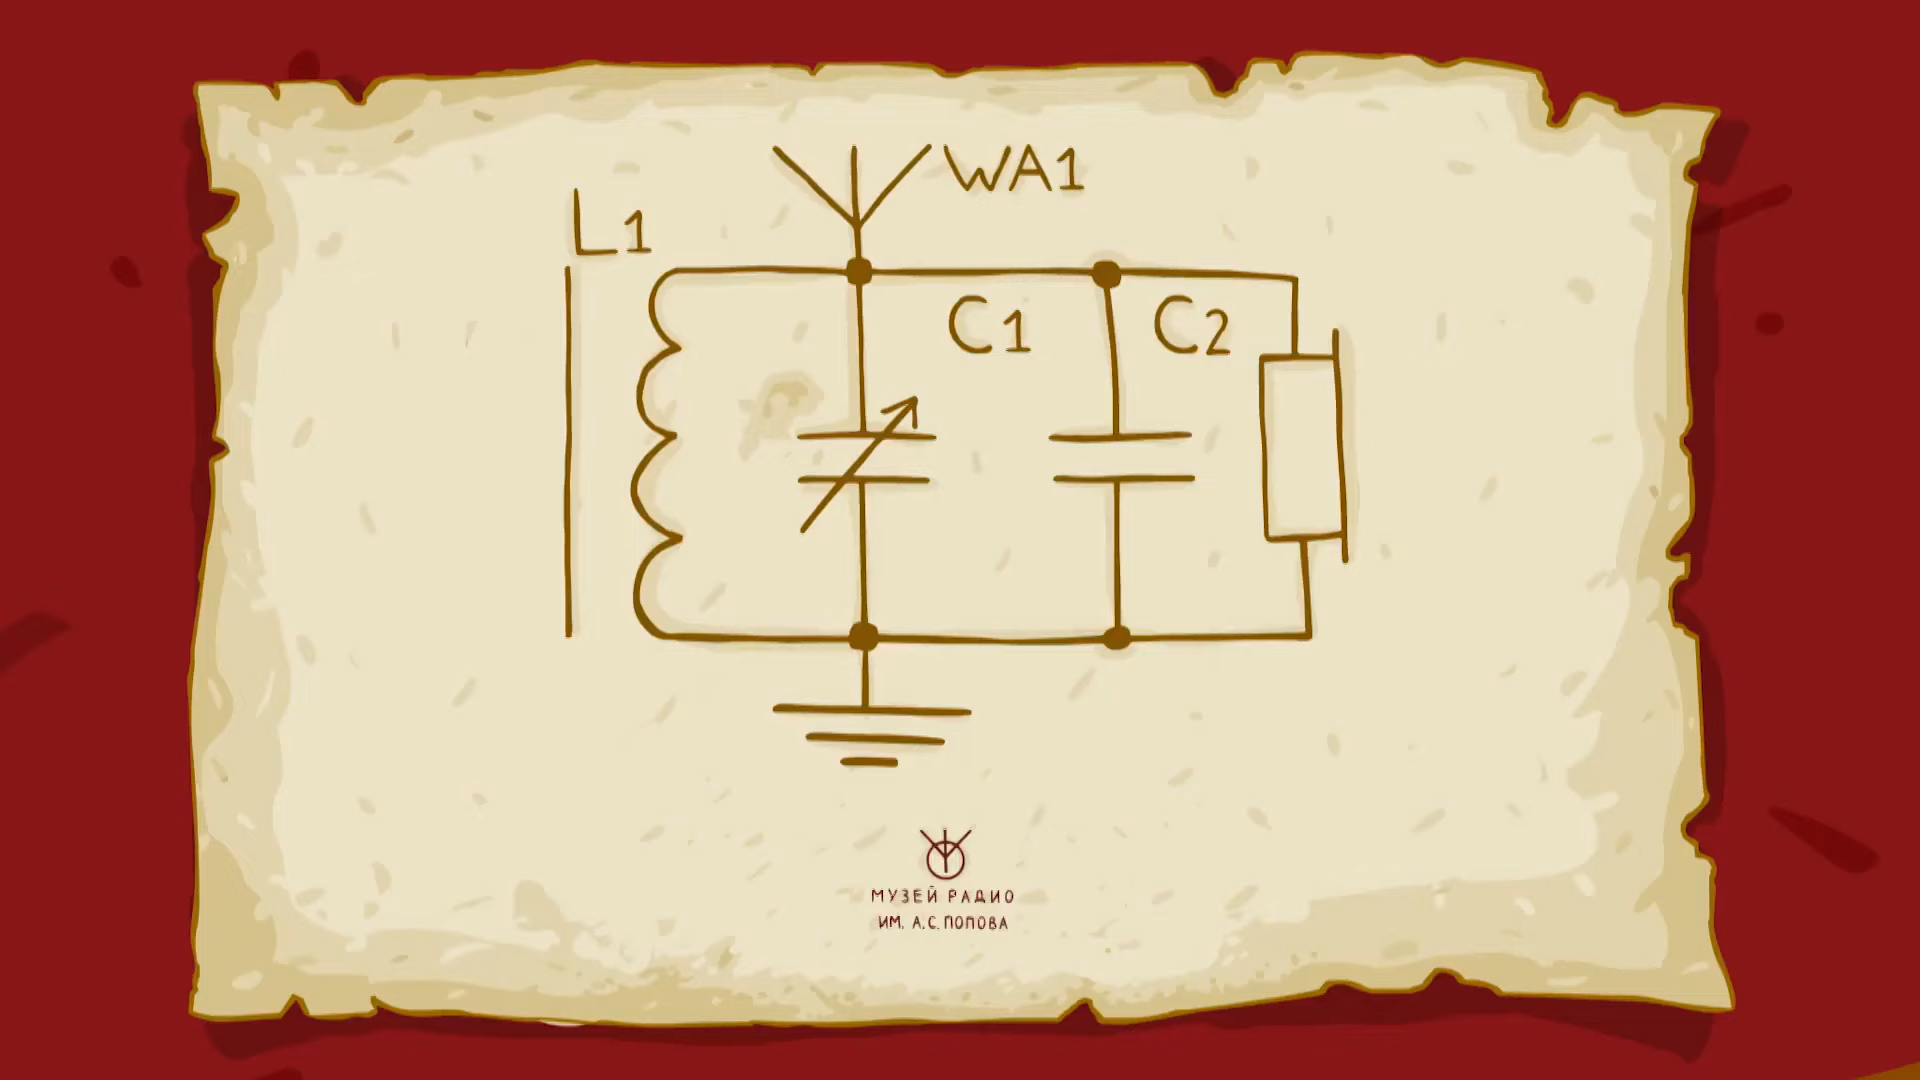 WA1
L1
C1
C2
МУЗЕЙ РАДИО
ИМ. А.С.ПОПОВА